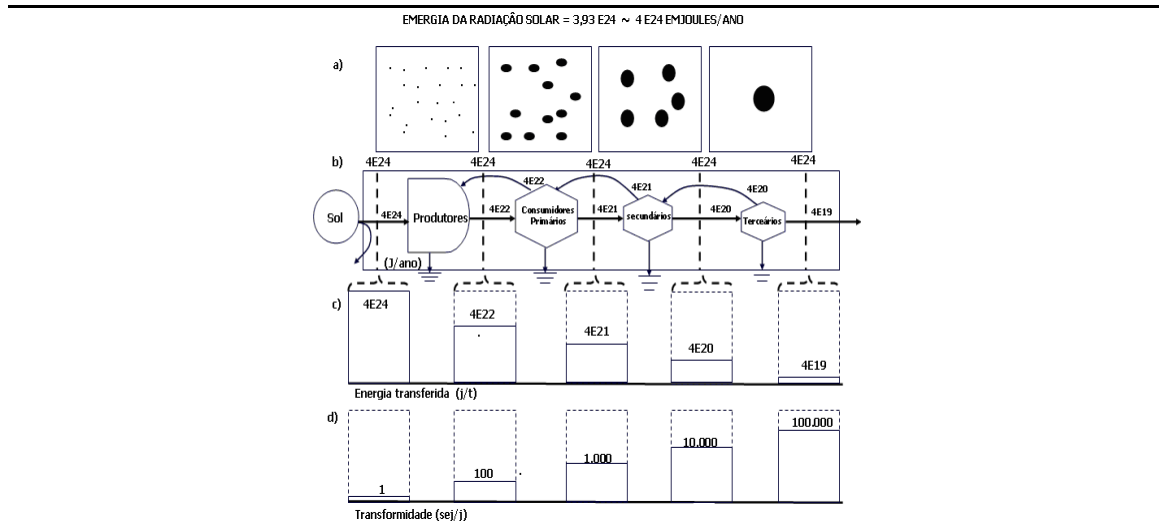 EMERGIA DA RADIAÇÂO SOLAR = 3,93 E24 ~ 4 E24 EMJOULES/ANO
a)
b)
4E24
4E24
4E24
4E24
4E24
4E22
4E21
4E20
Sol
4E24
Produtores
4E22
Consumidores
Primários
4E21
secundários
4E20
Terceários
4E19
(J/ano)
c)
4E24
4E22
4E21
4E20
4E19
Energia transferida (j/t)
d)
1
100
1.000
10.000
100.000
Transformidade (sej/j)